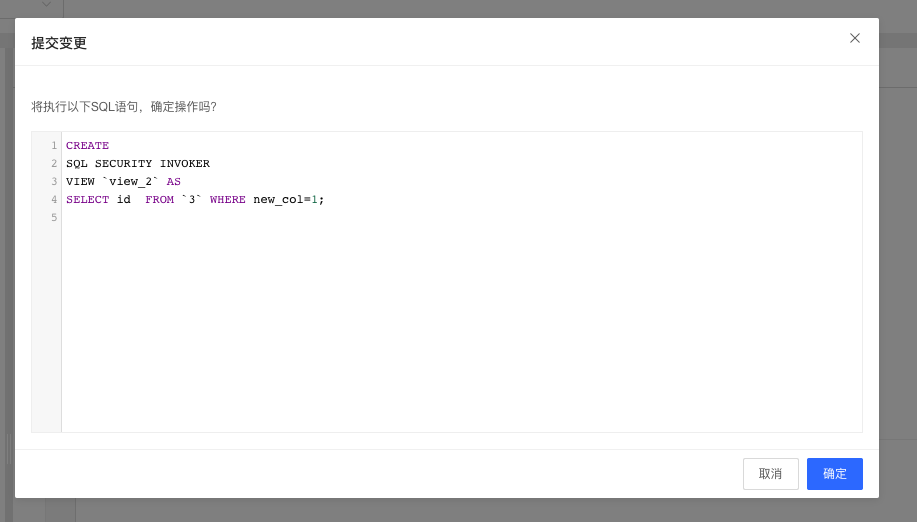 提交变更
将执行以下SQL语句，确定操作吗?
1 CREATE
2 SQL SECURITY INVOKER
3 VIEW `view_2` AS
4 SELECT id  FROM `3` WHERE new_col=1;
5
取消 确定